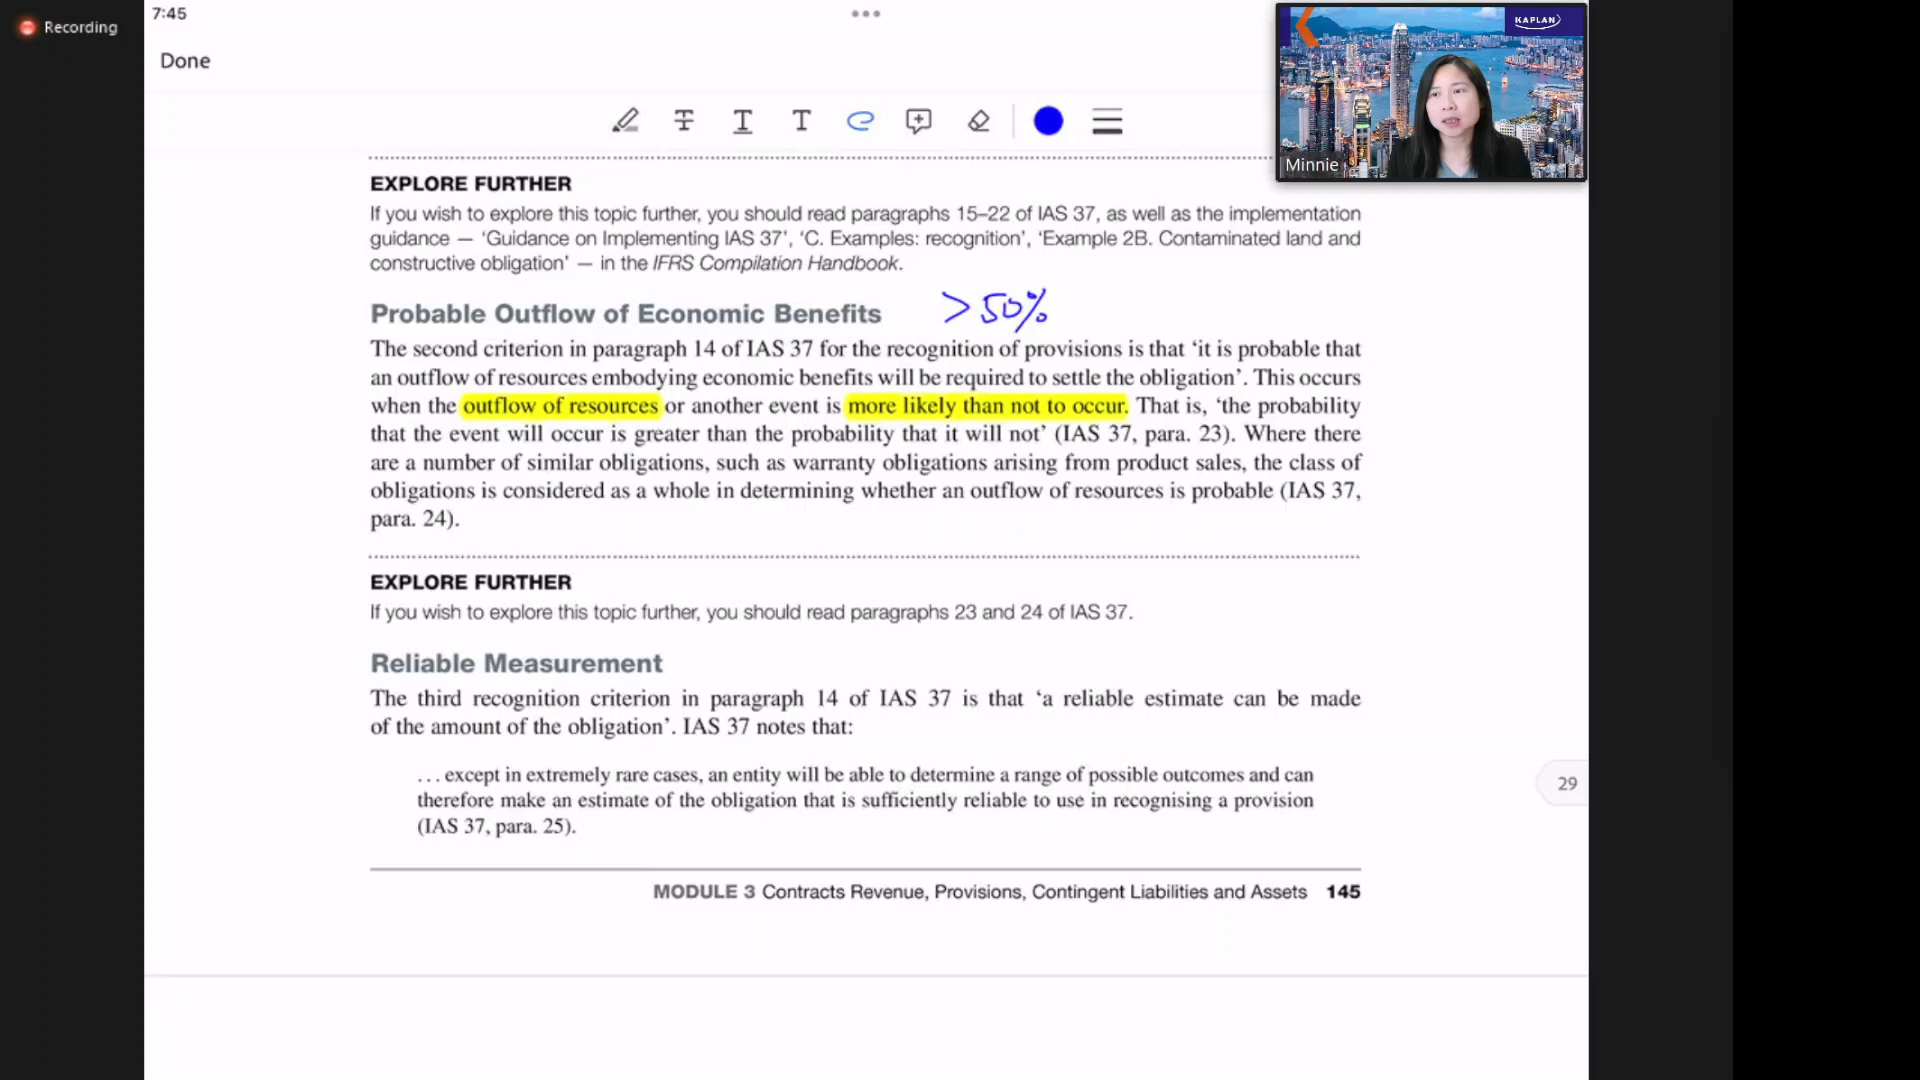 7:45
Recording
Done
KAPLAN
Minnie
EXPLORE FURTHER
If you wish to explore this topic further, you should read paragraphs 15–22 of IAS 37, as well as the implementation
guidance — ‘Guidance on Implementing IAS 37’, ‘C. Examples: recognition’, ‘Example 2B. Contaminated land and
constructive obligation’ — in the IFRS Compilation Handbook.
Probable Outflow of Economic Benefits > 50%
The second criterion in paragraph 14 of IAS 37 for the recognition of provisions is that ‘it is probable that
an outflow of resources embodying economic benefits will be required to settle the obligation’. This occurs
when the outflow of resources or another event is more likely than not to occur. That is, ‘the probability
that the event will occur is greater than the probability that it will not’ (IAS 37, para. 23). Where there
are a number of similar obligations, such as warranty obligations arising from product sales, the class of
obligations is considered as a whole in determining whether an outflow of resources is probable (IAS 37,
para. 24).
EXPLORE FURTHER
If you wish to explore this topic further, you should read paragraphs 23 and 24 of IAS 37.
Reliable Measurement
The third recognition criterion in paragraph 14 of IAS 37 is that ‘a reliable estimate can be made
of the amount of the obligation’. IAS 37 notes that:
. . . except in extremely rare cases, an entity will be able to determine a range of possible outcomes and can
therefore make an estimate of the obligation that is sufficiently reliable to use in recognising a provision
(IAS 37, para. 25).
29
MODULE 3 Contracts Revenue, Provisions, Contingent Liabilities and Assets 145